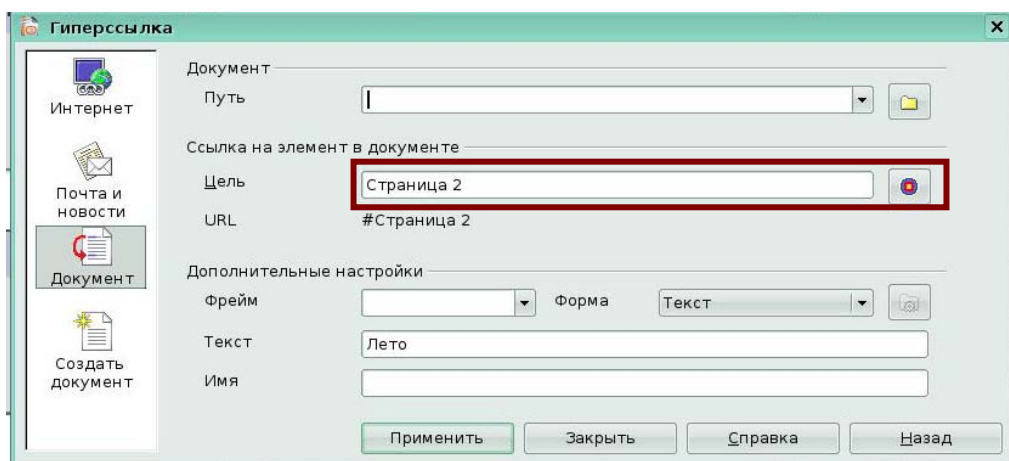 Гиперссылка
Интернет
Почта и
новости
Документ
Создать
документ
Документ
Путь
Ссылка на элемент в документе
Цель Страница 2
URL #Страница 2
Дополнительные настройки
Фрейм Форма Текст
Текст Лето
Имя
Применить Закрыть Справка Назад